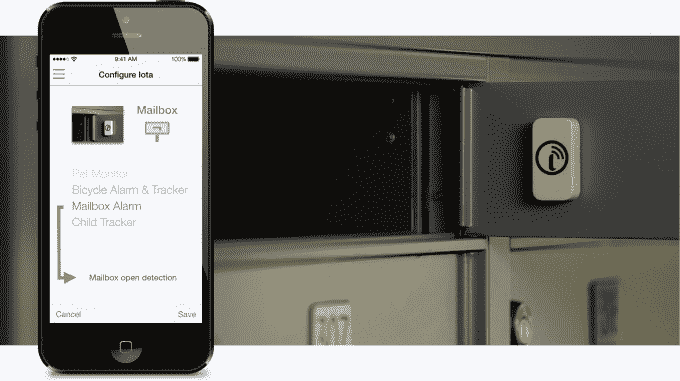 9:41 AM
100%
Configure Iota
Mailbox
Pet Monitor
Bicycle Alarm & Tracker
Mailbox Alarm
Child Tracker
Mailbox open detection
Cancel
Save